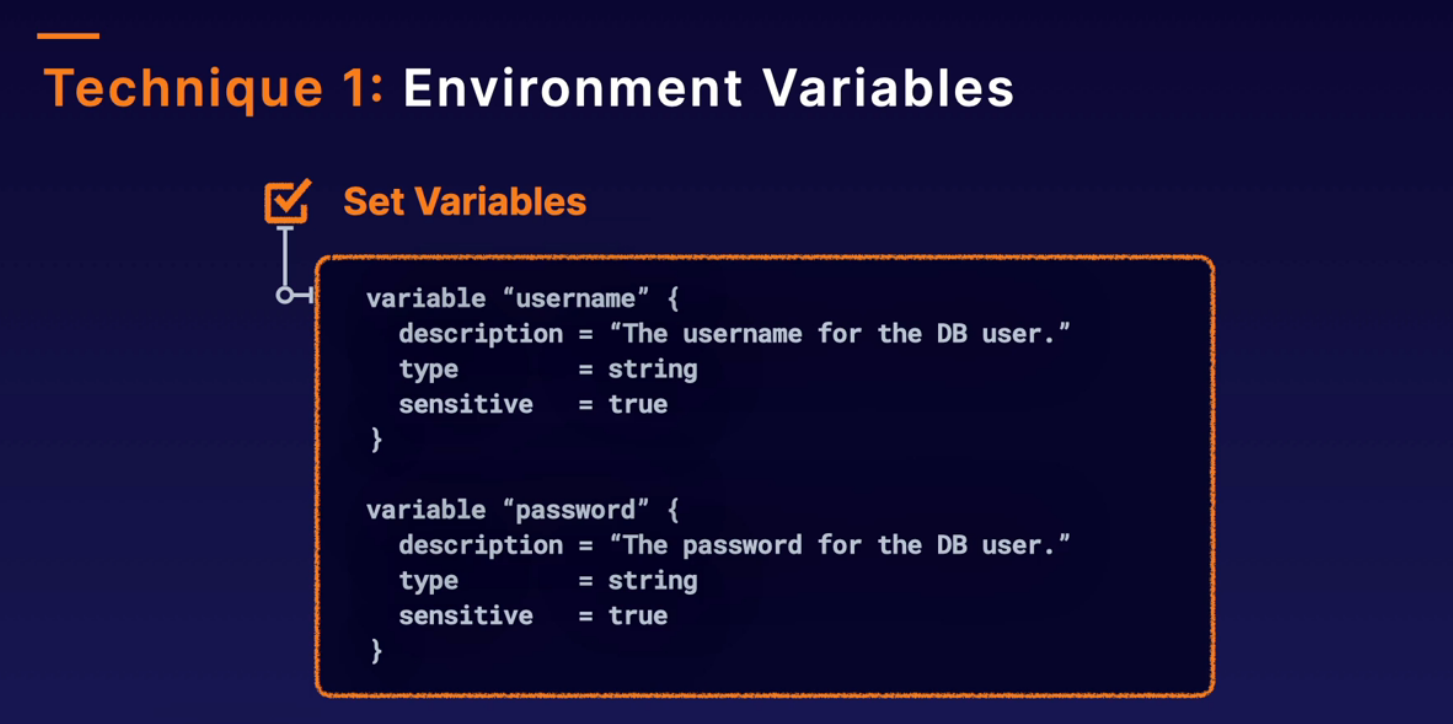 Technique 1: Environment Variables
Set Variables
variable “username” {
  description = “The username for the DB user.”
  type        = string
  sensitive   = true
}
variable “password” {
  description = “The password for the DB user.”
  type        = string
  sensitive   = true
}